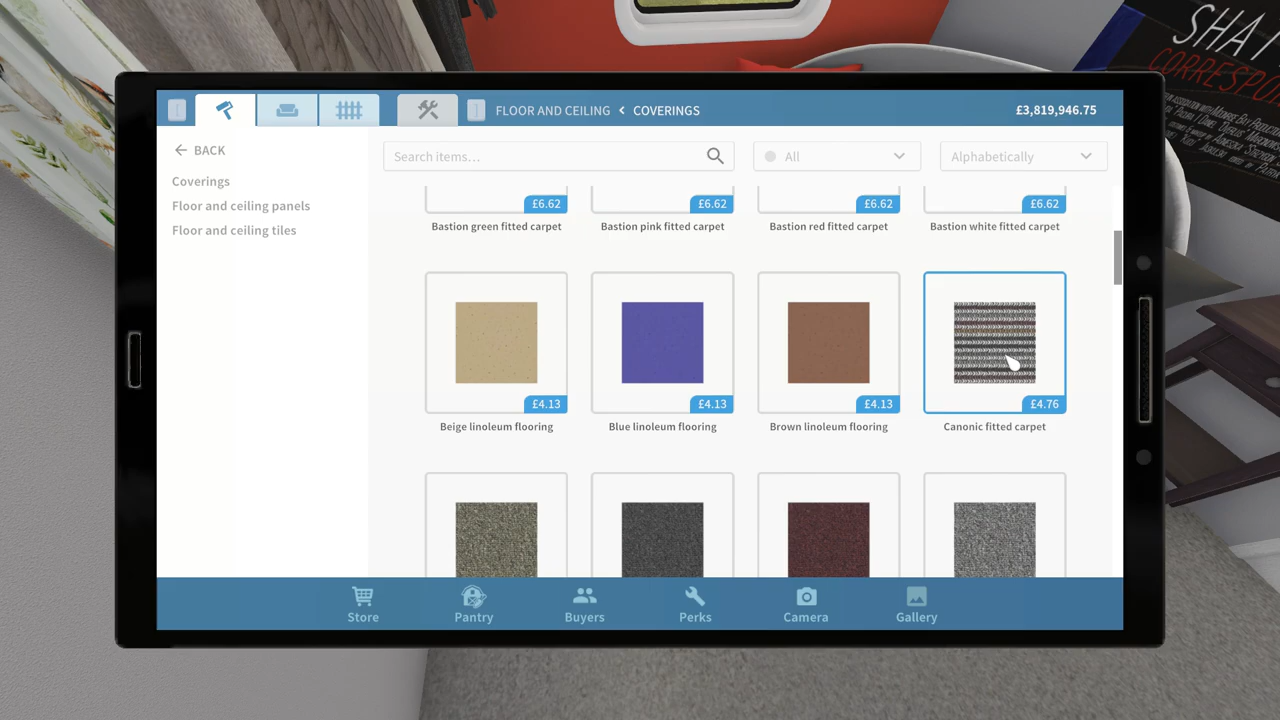 SHAT
CORRESPO
FLOOR AND CEILING < COVERINGS
£3,819,946.75
BACK
Search items...
All
Alphabetically
Coverings
Floor and ceiling panels
Floor and ceiling tiles
£6.62
£6.62
£6.62
£6.62
Bastion green fitted carpet
Bastion pink fitted carpet
Bastion red fitted carpet
Bastion white fitted carpet
£4.13
£4.13
£4.13
£4.76
Beige linoleum flooring
Blue linoleum flooring
Brown linoleum flooring
Canonic fitted carpet
Store
Pantry
Buyers
Perks
Camera
Gallery